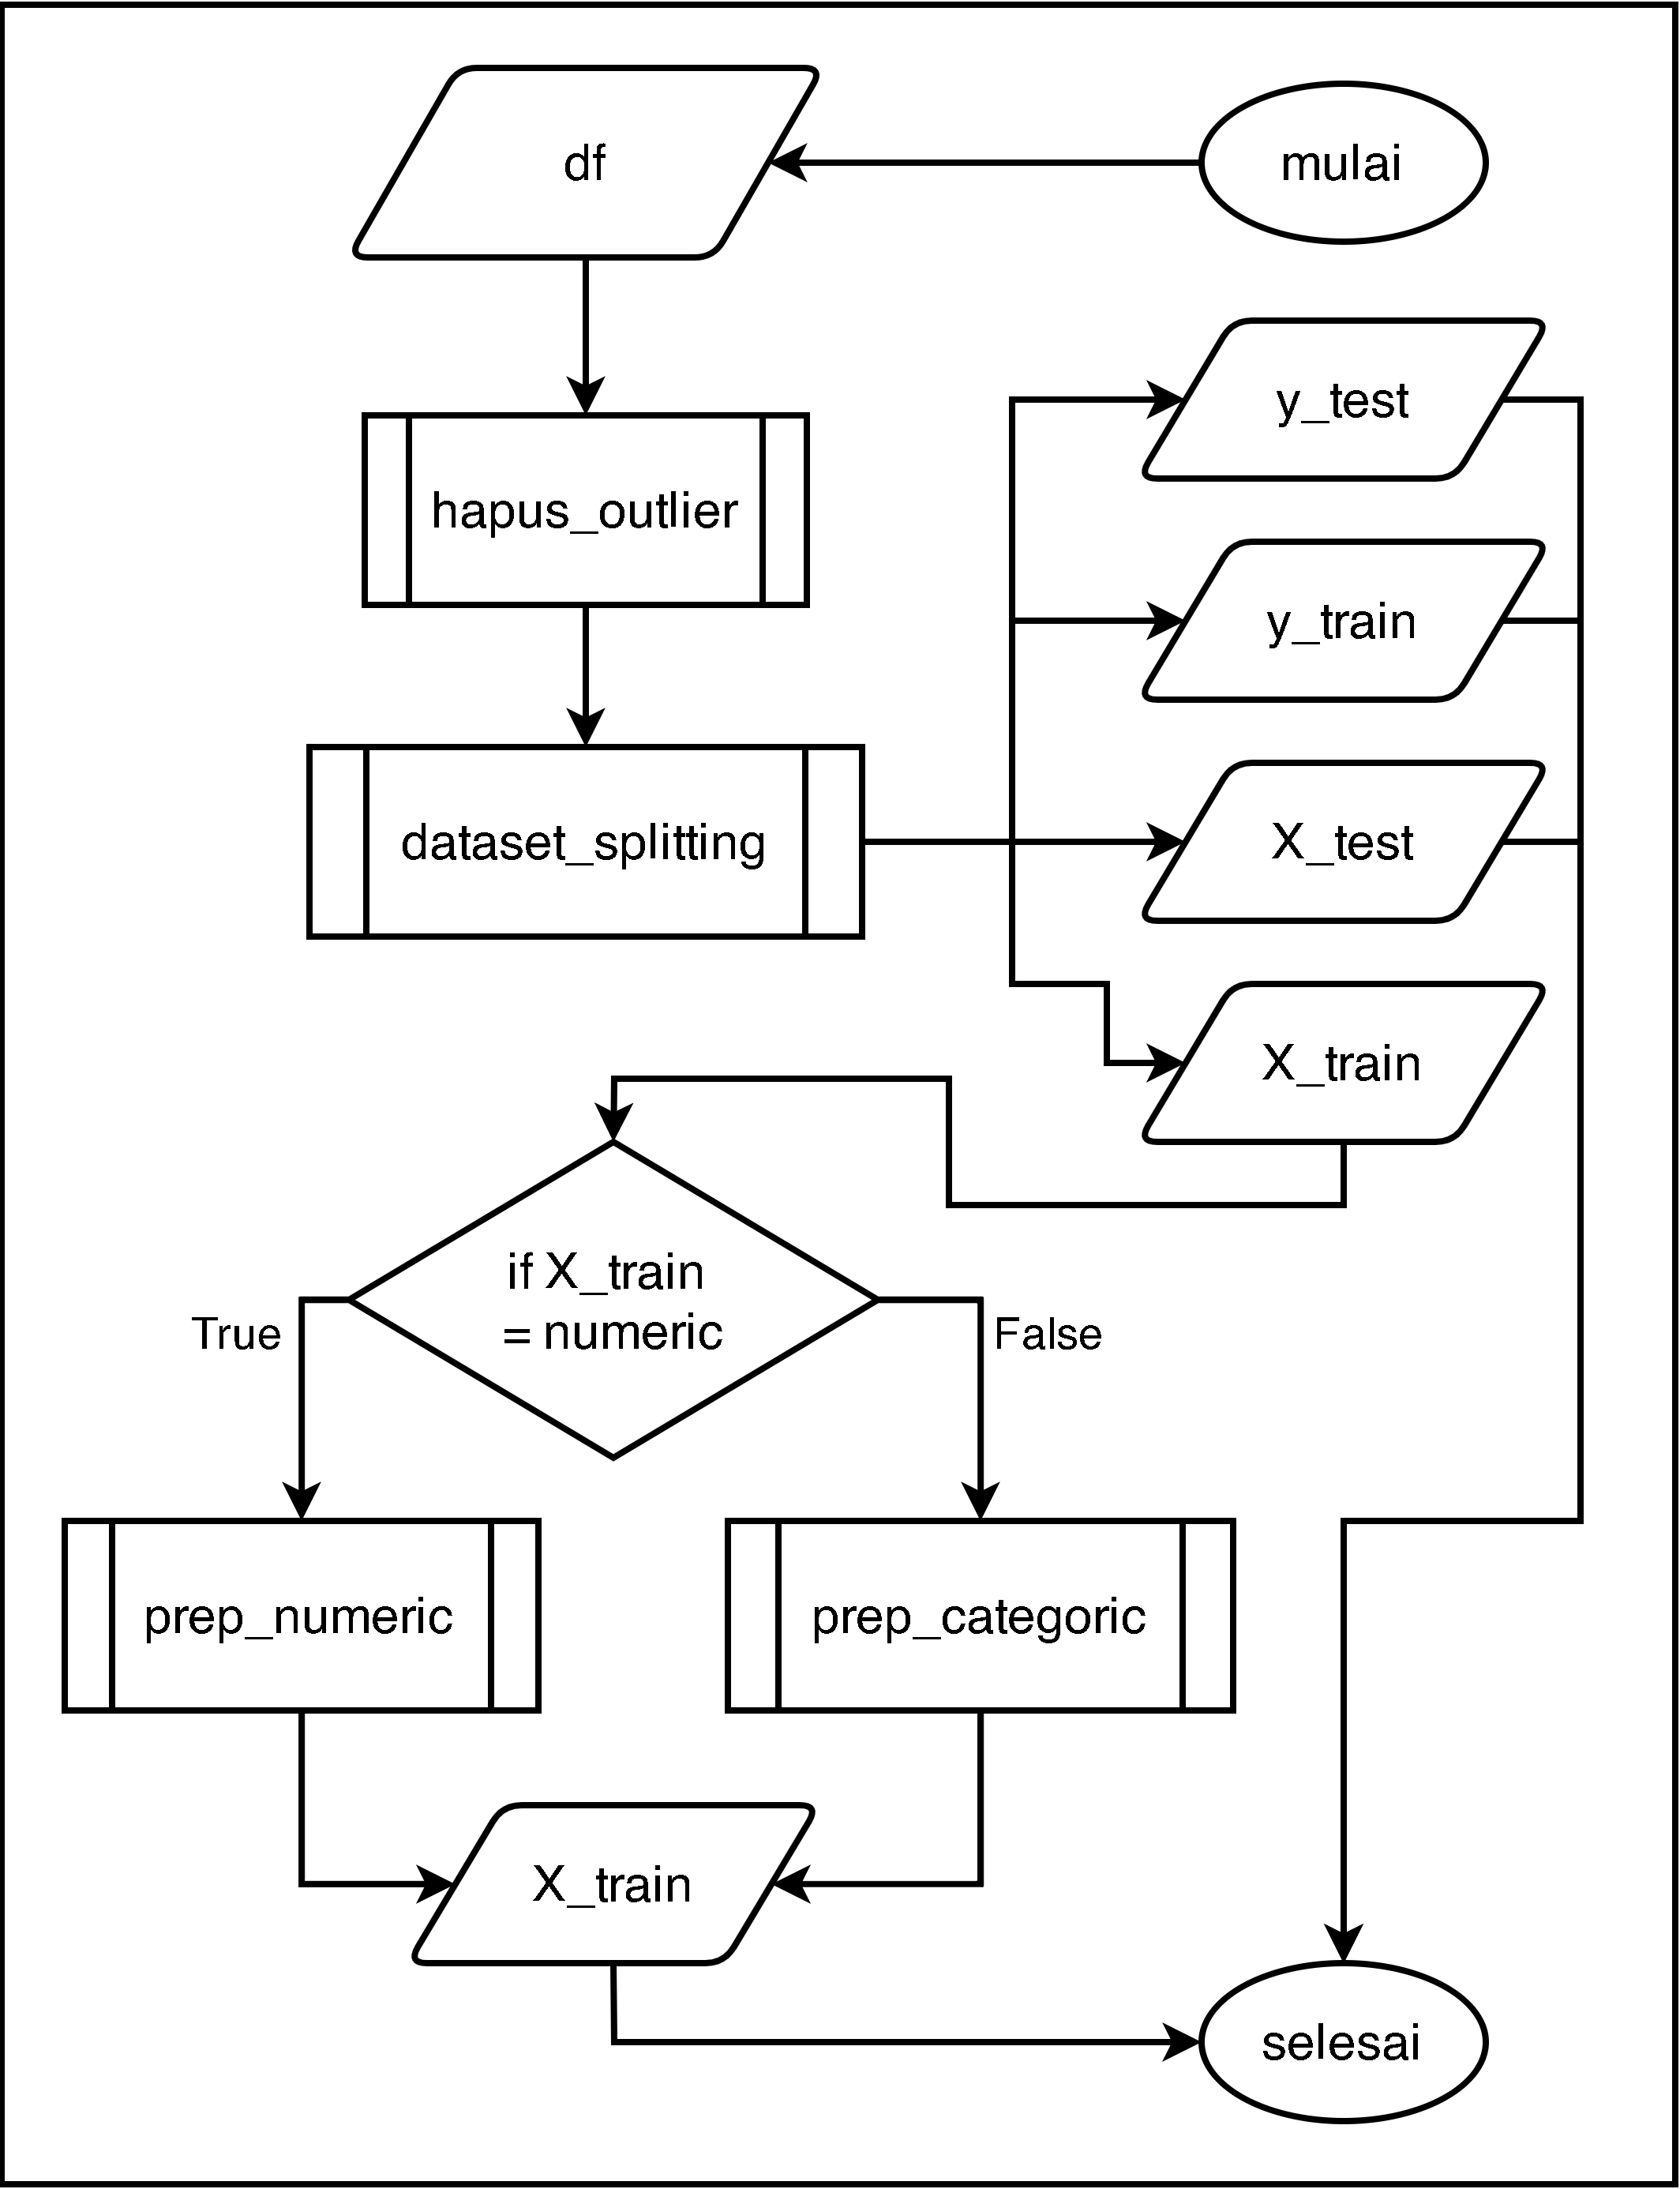 mulai
df
hapus_outlier
dataset_splitting
y_test
y_train
X_test
X_train
if X_train
= numeric
True
False
prep_numeric
prep_categoric
X_train
selesai